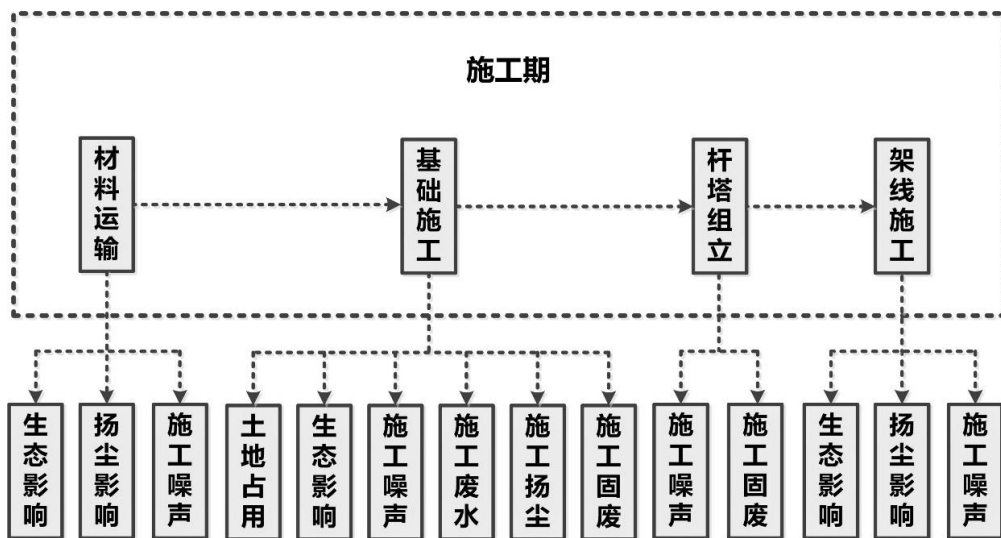 施工期
材料运输
基础施工
杆塔组立
架线施工
生态影响
扬尘影响
施工噪声
土地占用
生态影响
施工噪声
施工废水
施工扬尘
施工固废
施工噪声
施工固废
生态影响
扬尘影响
施工噪声